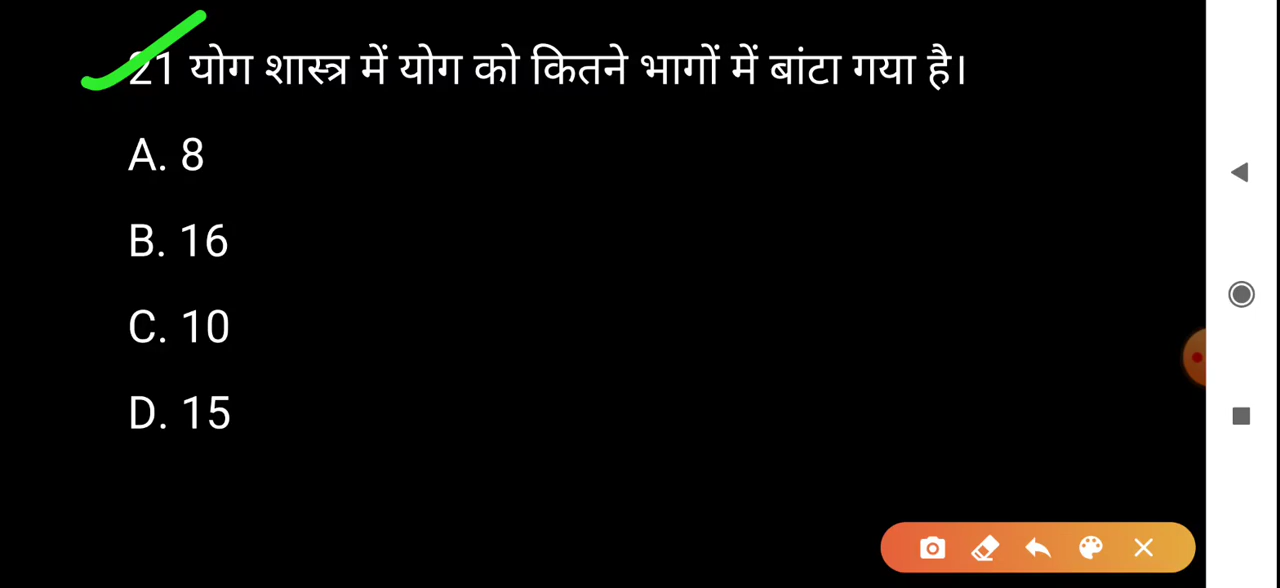 21 योग शास्त्र में योग को कितने भागों में बांटा गया है।
A. 8
B. 16
C. 10
D. 15